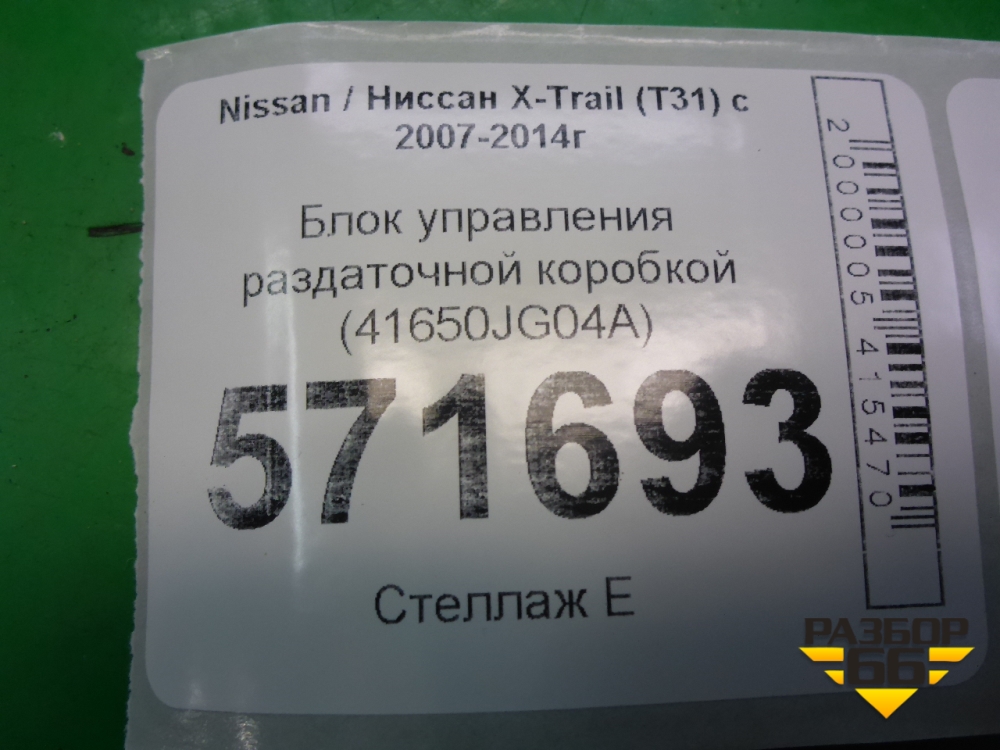 Nissan / Ниссан X-Trail (T31) с
2007-2014г
Блок управления
раздаточной коробкой
(41650JG04A)
571693
Стеллаж Е
2000005415470
РАЗБОР
66